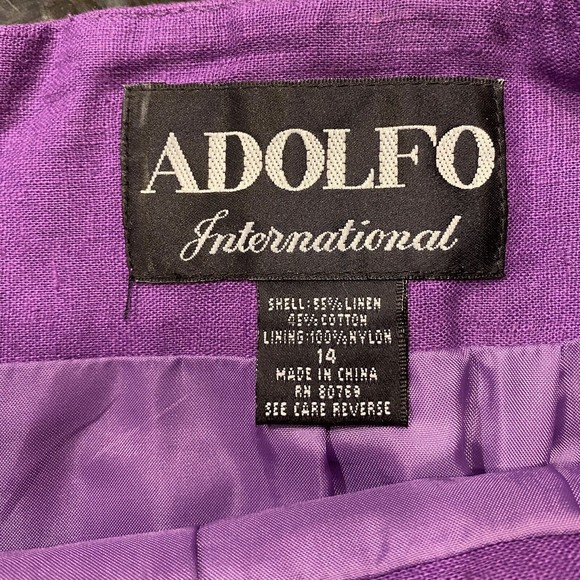 ADOLFO
International
SHELL: 55% LINEN
45% COTTON
LINING: 100% NYLON
14
MADE IN CHINA
RN 80769
SEE CARE REVERSE